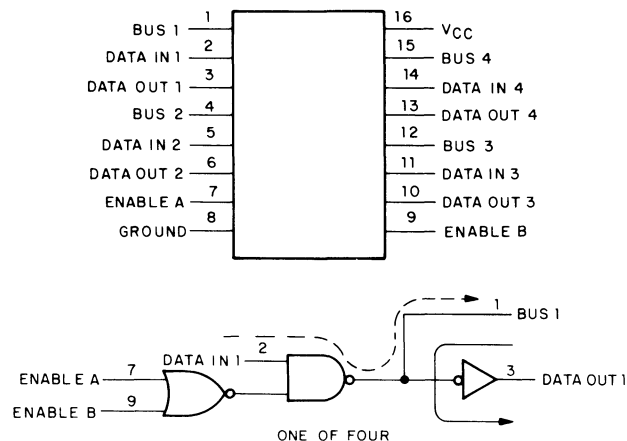 BUS 1 1 16 VCC
DATA IN 1 2 15 BUS 4
DATA OUT 1 3 14 DATA IN 4
BUS 2 4 13 DATA OUT 4
DATA IN 2 5 12 BUS 3
DATA OUT 2 6 11 DATA IN 3
ENABLE A 7 10 DATA OUT 3
GROUND 8 9 ENABLE B
1 BUS 1
DATA IN 1 2
ENABLE A 7 3 DATA OUT 1
ENABLE B 9
ONE OF FOUR